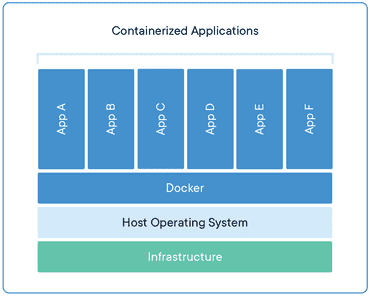 Containerized Applications
App A
App B
App C
App D
App E
App F
Docker
Host Operating System
Infrastructure